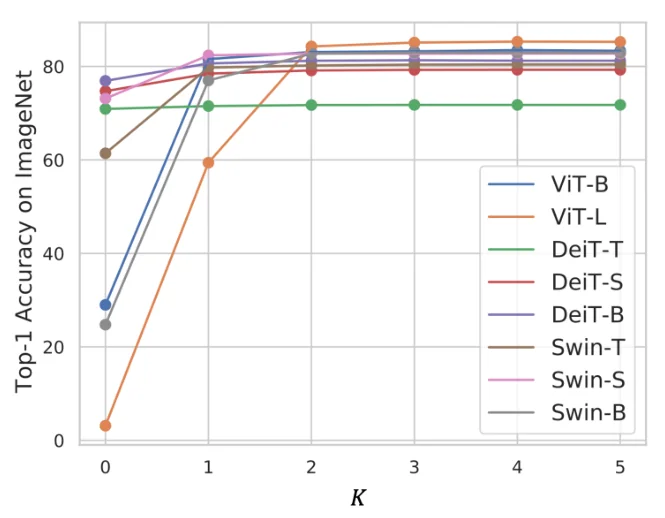 Top-1 Accuracy on ImageNet
80
60
40
20
0
0 1 2 3 4 5
K
ViT-B
ViT-L
DeiT-T
DeiT-S
DeiT-B
Swin-T
Swin-S
Swin-B